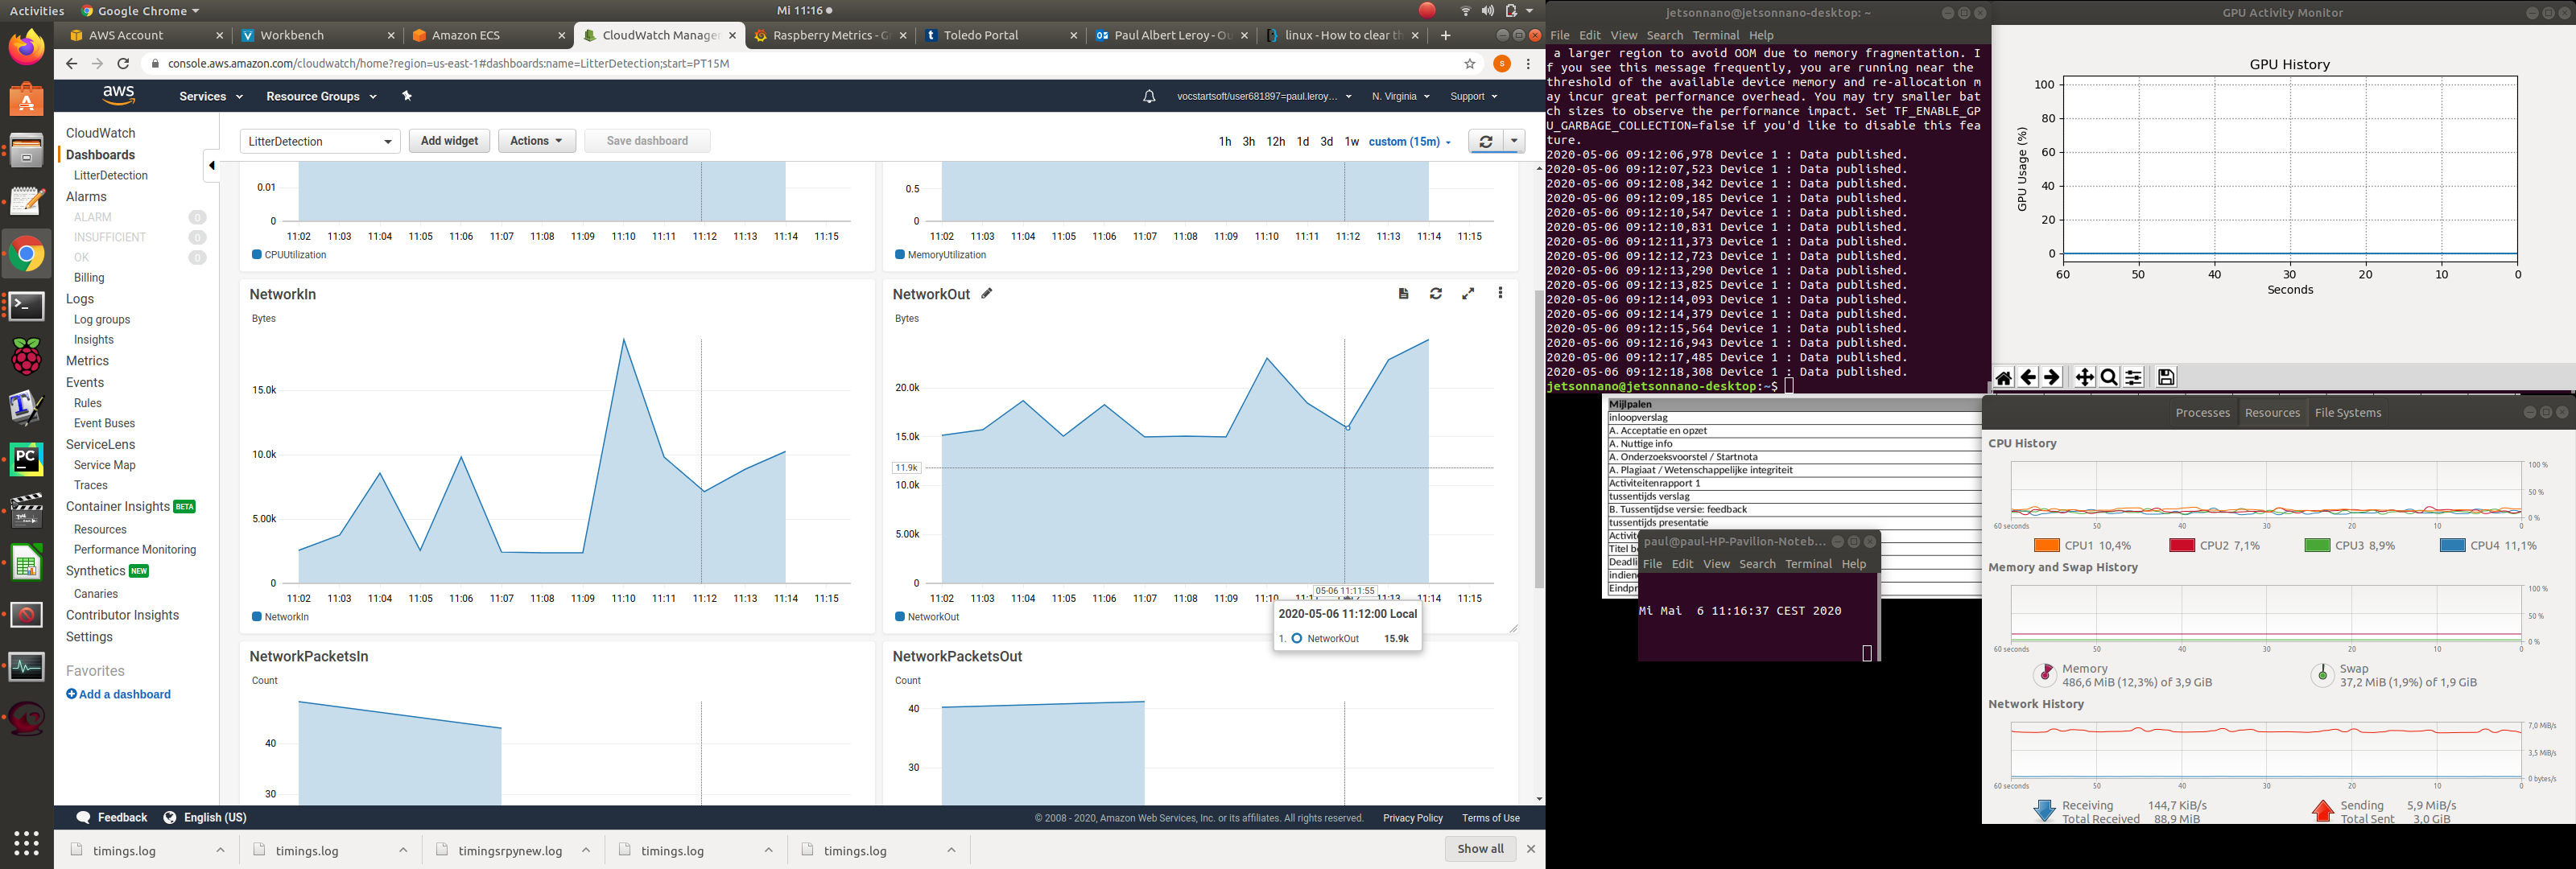 Activities
Google Chrome
Mi 11:16
AWS Account
Workbench
Amazon ECS
CloudWatch Manager
Raspberry Metrics - Gr
Toledo Portal
Paul Albert Leroy - Ou
linux - How to clear th
console.aws.amazon.com/cloudwatch/home?region=us-east-1#dashboards:name=LitterDetection;start=PT15M
S
aws
Services
Resource Groups
vocstartsoft/user681897=paul.leroy...
N. Virginia
Support
CloudWatch
Dashboards
LitterDetection
Alarms
ALARM 0
INSUFFICIENT 0
OK 0
Billing
Logs
Log groups
Insights
Metrics
Events
Rules
Event Buses
ServiceLens
Service Map
Traces
Container Insights BETA
Resources
Performance Monitoring
Synthetics NEW
Canaries
Contributor Insights
Settings
Favorites
Add a dashboard
LitterDetection
Add widget
Actions
Save dashboard
1h 3h 12h 1d 3d 1w custom (15m)
0.01
0
11:02 11:03 11:04 11:05 11:06 11:07 11:08 11:09 11:10 11:11 11:12 11:13 11:14 11:15
CPUUtilization
0.5
0
11:02 11:03 11:04 11:05 11:06 11:07 11:08 11:09 11:10 11:11 11:12 11:13 11:14 11:15
MemoryUtilization
NetworkIn
Bytes
15.0k
10.0k
5.00k
0
11:02 11:03 11:04 11:05 11:06 11:07 11:08 11:09 11:10 11:11 11:12 11:13 11:14 11:15
NetworkIn
NetworkOut
Bytes
20.0k
15.0k
11.9k
10.0k
5.00k
0
05-06 11:11:55
11:02 11:03 11:04 11:05 11:06 11:07 11:08 11:09 11:10 11:13 11:14 11:15
NetworkOut
2020-05-06 11:12:00 Local
1. NetworkOut 15.9k
NetworkPacketsIn
Count
40
30
NetworkPacketsOut
Count
40
30
Feedback
English (US)
© 2008 - 2020, Amazon Web Services, Inc. or its affiliates. All rights reserved.
Privacy Policy
Terms of Use
timings.log
timings.log
timingsrpynew.log
timings.log
timings.log
Show all
jetsonnano@jetsonnano-desktop: ~
File Edit View Search Terminal Help
a larger region to avoid OOM due to memory fragmentation. I
f you see this message frequently, you are running near the
threshold of the available device memory and re-allocation m
ay incur great performance overhead. You may try smaller bat
ch sizes to observe the performance impact. Set TF_ENABLE_GP
U_GARBAGE_COLLECTION=false if you'd like to disable this fea
ture.
2020-05-06 09:12:06,978 Device 1 : Data published.
2020-05-06 09:12:07,523 Device 1 : Data published.
2020-05-06 09:12:08,342 Device 1 : Data published.
2020-05-06 09:12:09,185 Device 1 : Data published.
2020-05-06 09:12:10,547 Device 1 : Data published.
2020-05-06 09:12:10,831 Device 1 : Data published.
2020-05-06 09:12:11,373 Device 1 : Data published.
2020-05-06 09:12:12,723 Device 1 : Data published.
2020-05-06 09:12:13,290 Device 1 : Data published.
2020-05-06 09:12:13,825 Device 1 : Data published.
2020-05-06 09:12:14,093 Device 1 : Data published.
2020-05-06 09:12:14,379 Device 1 : Data published.
2020-05-06 09:12:15,564 Device 1 : Data published.
2020-05-06 09:12:16,943 Device 1 : Data published.
2020-05-06 09:12:17,485 Device 1 : Data published.
2020-05-06 09:12:18,308 Device 1 : Data published.
jetsonnano@jetsonnano-desktop:~$
Mijlpalen
inloopverslag
A. Acceptatie en opzet
A. Nuttige info
A. Onderzoeksvoorstel / Startnota
A. Plagiaat / Wetenschappelijke integriteit
Activiteitenrapport 1
tussentijds verslag
B. Tussentijdse versie: feedback
tussentijds presentatie
Activit
Titel be
Deadli
indien
Eindpr
paul@paul-HP-Pavilion-Noteb...
File Edit View Search Terminal Help
Mi Mai  6 11:16:37 CEST 2020
GPU Activity Monitor
GPU History
GPU Usage (%)
100
80
60
40
20
0
60 50 40 30 20 10 0
Seconds
Processes
Resources
File Systems
CPU History
100 %
50 %
0 %
60 seconds 50 40 30 20 10 0
CPU1 10,4%
CPU2 7,1%
CPU3 8,9%
CPU4 11,1%
Memory and Swap History
100 %
50 %
0 %
60 seconds 50 40 30 20 10 0
Memory
486,6 MiB (12,3%) of 3,9 GiB
Swap
37,2 MiB (1,9%) of 1,9 GiB
Network History
7,0 MiB/s
3,5 MiB/s
0 bytes/s
60 seconds 50 40 30 20 10 0
Receiving 144,7 KiB/s
Total Received 88,9 MiB
Sending 5,9 MiB/s
Total Sent 3,0 GiB